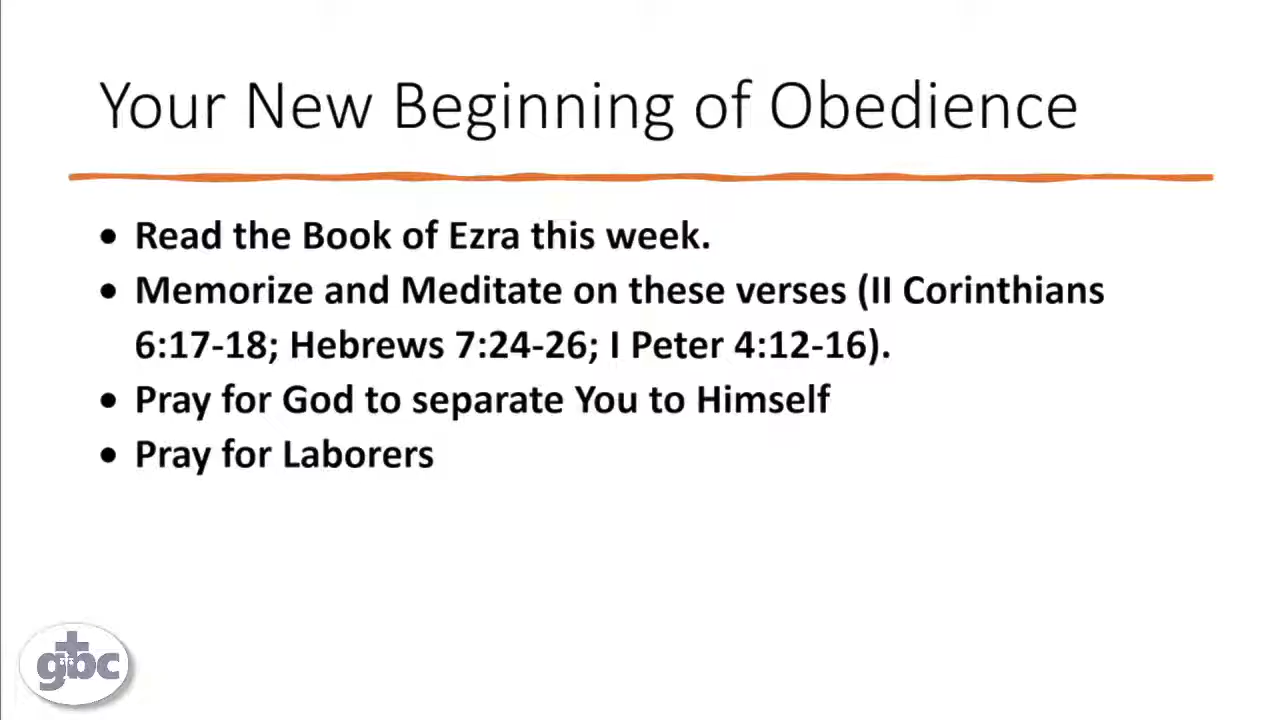 Your New Beginning of Obedience
• Read the Book of Ezra this week.
• Memorize and Meditate on these verses (II Corinthians
6:17-18; Hebrews 7:24-26; I Peter 4:12-16).
• Pray for God to separate You to Himself
• Pray for Laborers
gbc